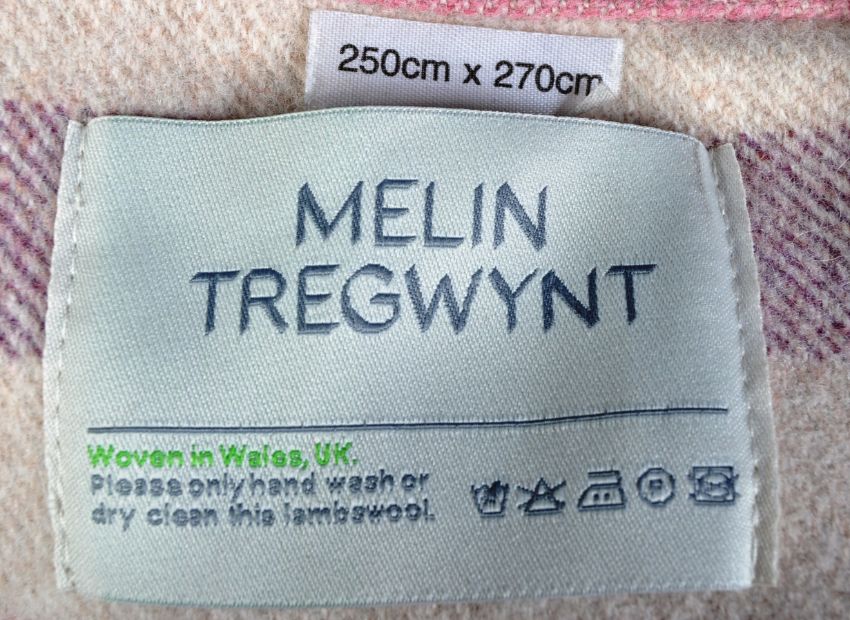 250cm x 270cm
MELIN
TREGWYNT
Woven in Wales, UK.
Please only hand wash or
dry clean this lambswool.